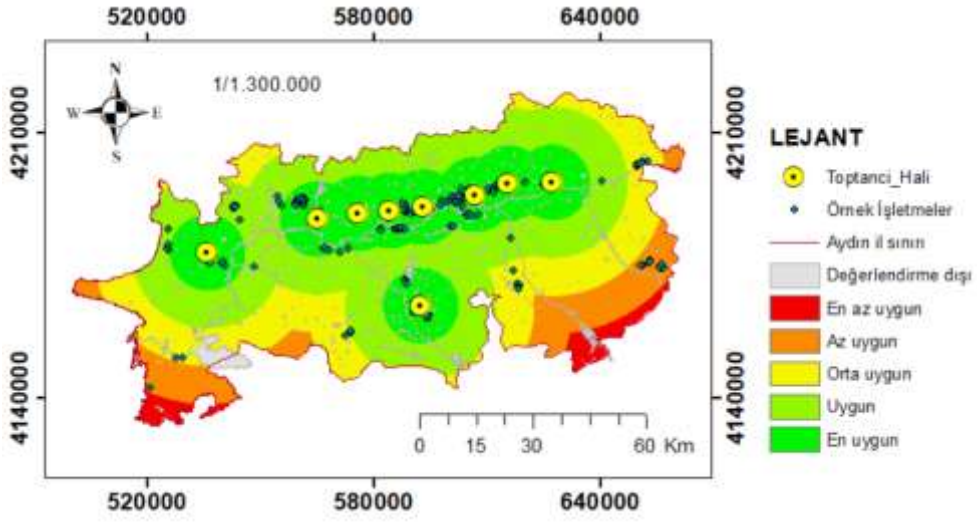 520000 580000 640000
4210000
4140000
N
W E
S
1/1.300.000
0 15 30 60 Km
520000 580000 640000
4210000
4140000
LEJANT
Toptanci_Hali
Örnek İşletmeler
Aydın il sınırı
Değerlendirme dışı
En az uygun
Az uygun
Orta uygun
Uygun
En uygun